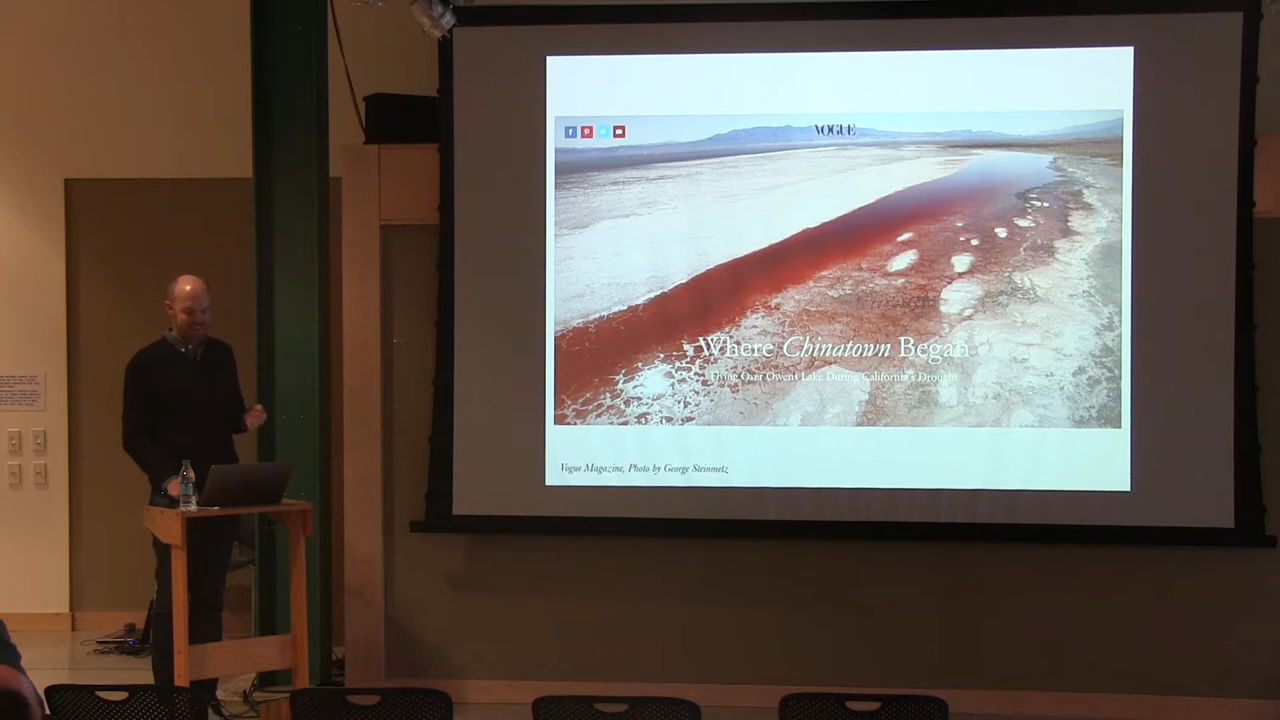 VOGUE
Where Chinatown Began
Flying Over Owens Lake During California's Drought
Vogue Magazine, Photo by George Steinmetz